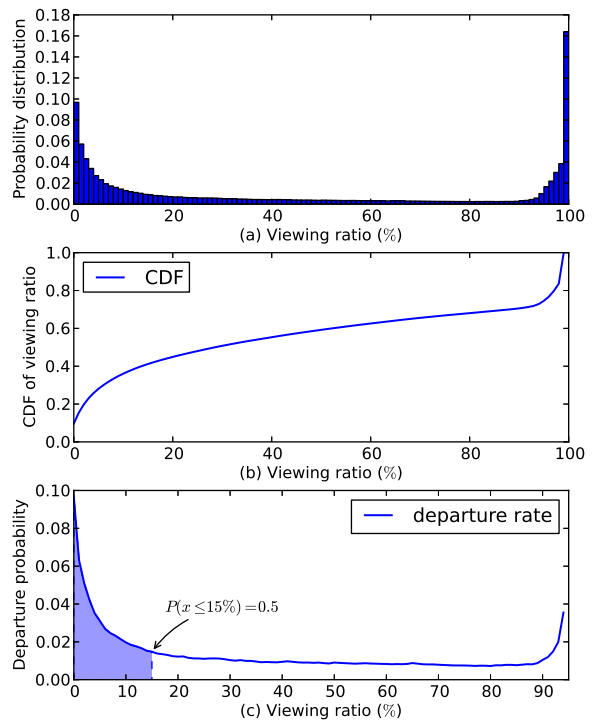 0.18
0.16
0.14
0.12
0.10
0.08
0.06
0.04
0.02
0.00
Probability distribution
0 20 40 60 80 100
(a) Viewing ratio (%)
1.0
0.8
0.6
0.4
0.2
0.0
CDF of viewing ratio
CDF
0 20 40 60 80 100
(b) Viewing ratio (%)
0.10
0.08
0.06
0.04
0.02
0.00
Departure probability
departure rate
P(x ≤15%) =0.5
0 10 20 30 40 50 60 70 80 90
(c) Viewing ratio (%)